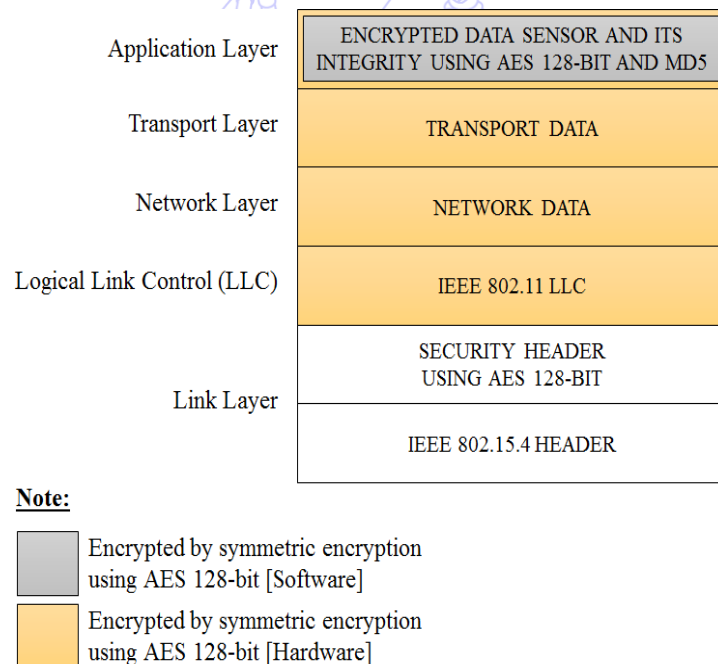 Application Layer
ENCRYPTED DATA SENSOR AND ITS
INTEGRITY USING AES 128-BIT AND MD5
Transport Layer
TRANSPORT DATA
Network Layer
NETWORK DATA
Logical Link Control (LLC)
IEEE 802.11 LLC
Link Layer
SECURITY HEADER
USING AES 128-BIT
IEEE 802.15.4 HEADER
Note:
Encrypted by symmetric encryption
using AES 128-bit [Software]
Encrypted by symmetric encryption
using AES 128-bit [Hardware]